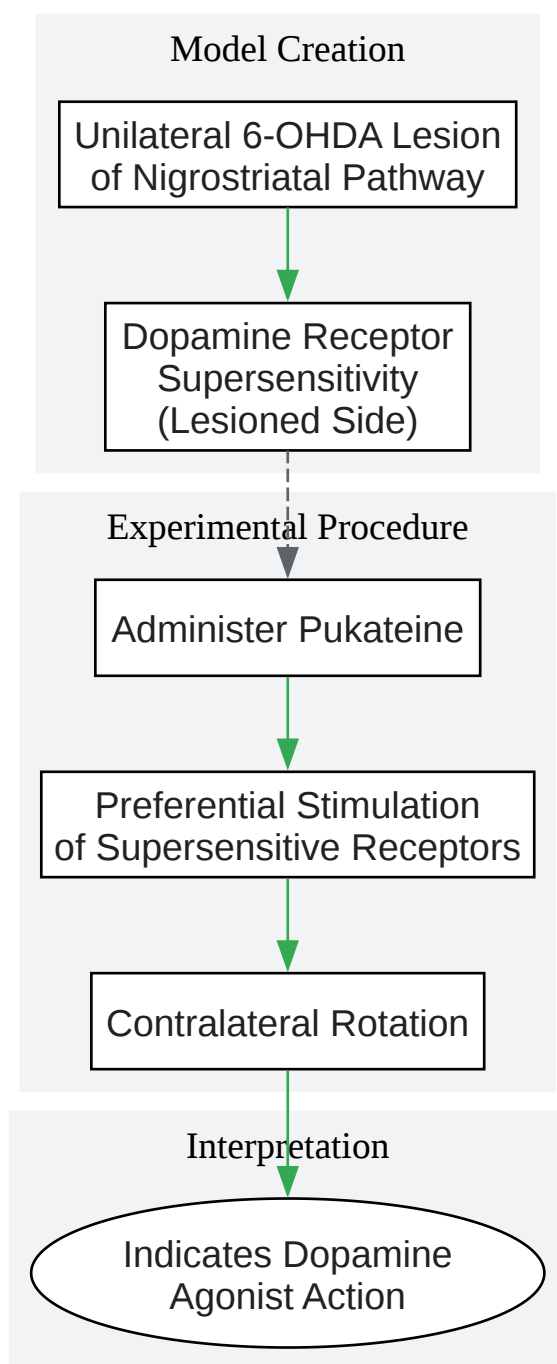 Model Creation
Unilateral 6-OHDA Lesion
of Nigrostriatal Pathway
Dopamine Receptor
Supersensitivity
(Lesioned Side)
Experimental Procedure
Administer Pukateine
Preferential Stimulation
of Supersensitive Receptors
Contralateral Rotation
Interpretation
Indicates Dopamine
Agonist Action